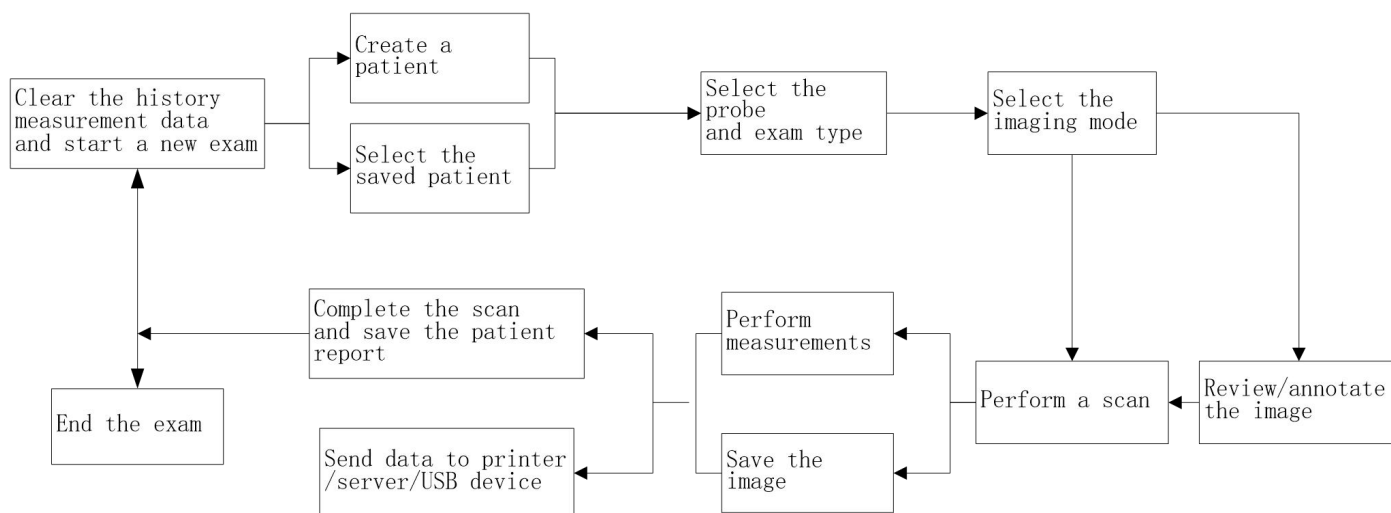 Clear the history
measurement data
and start a new exam
Create a
patient
Select the
saved patient
Select the
probe
and exam type
Select the
imaging mode
Complete the scan
and save the patient
report
Perform
measurements
End the exam
Perform a scan
Review/annotate
the image
Send data to printer
/server/USB device
Save the
image